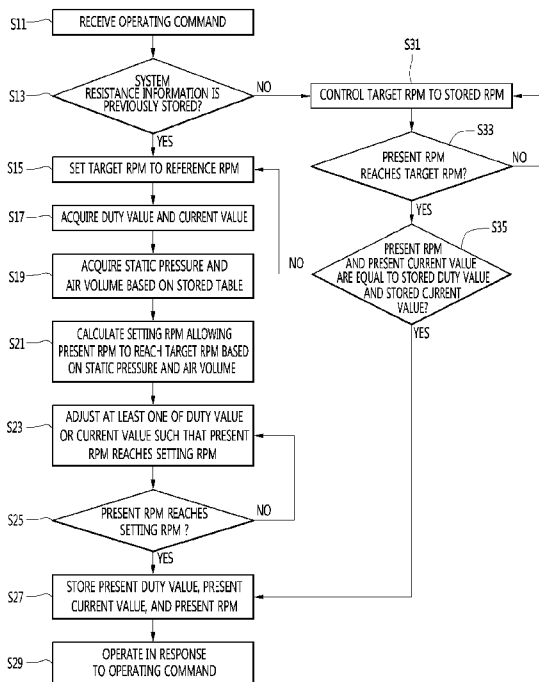 S11
RECEIVE OPERATING COMMAND
S13
SYSTEM
RESISTANCE INFORMATION IS
PREVIOUSLY STORED?
NO
YES
S15
SET TARGET RPM TO REFERENCE RPM
S17
ACQUIRE DUTY VALUE AND CURRENT VALUE
S19
ACQUIRE STATIC PRESSURE AND
AIR VOLUME BASED ON STORED TABLE
S21
CALCULATE SETTING RPM ALLOWING
PRESENT RPM TO REACH TARGET RPM BASED
ON STATIC PRESSURE AND AIR VOLUME
S23
ADJUST AT LEAST ONE OF DUTY VALUE
OR CURRENT VALUE SUCH THAT PRESENT
RPM REACHES SETTING RPM
S25
PRESENT RPM REACHES
SETTING RPM ?
NO
YES
S27
STORE PRESENT DUTY VALUE, PRESENT
CURRENT VALUE, AND PRESENT RPM
S29
OPERATE IN RESPONSE
TO OPERATING COMMAND
S31
CONTROL TARGET RPM TO STORED RPM
S33
PRESENT RPM
REACHES TARGET RPM?
NO
YES
S35
PRESENT RPM
AND PRESENT CURRENT VALUE
ARE EQUAL TO STORED DUTY VALUE
AND STORED CURRENT
VALUE?
NO
YES